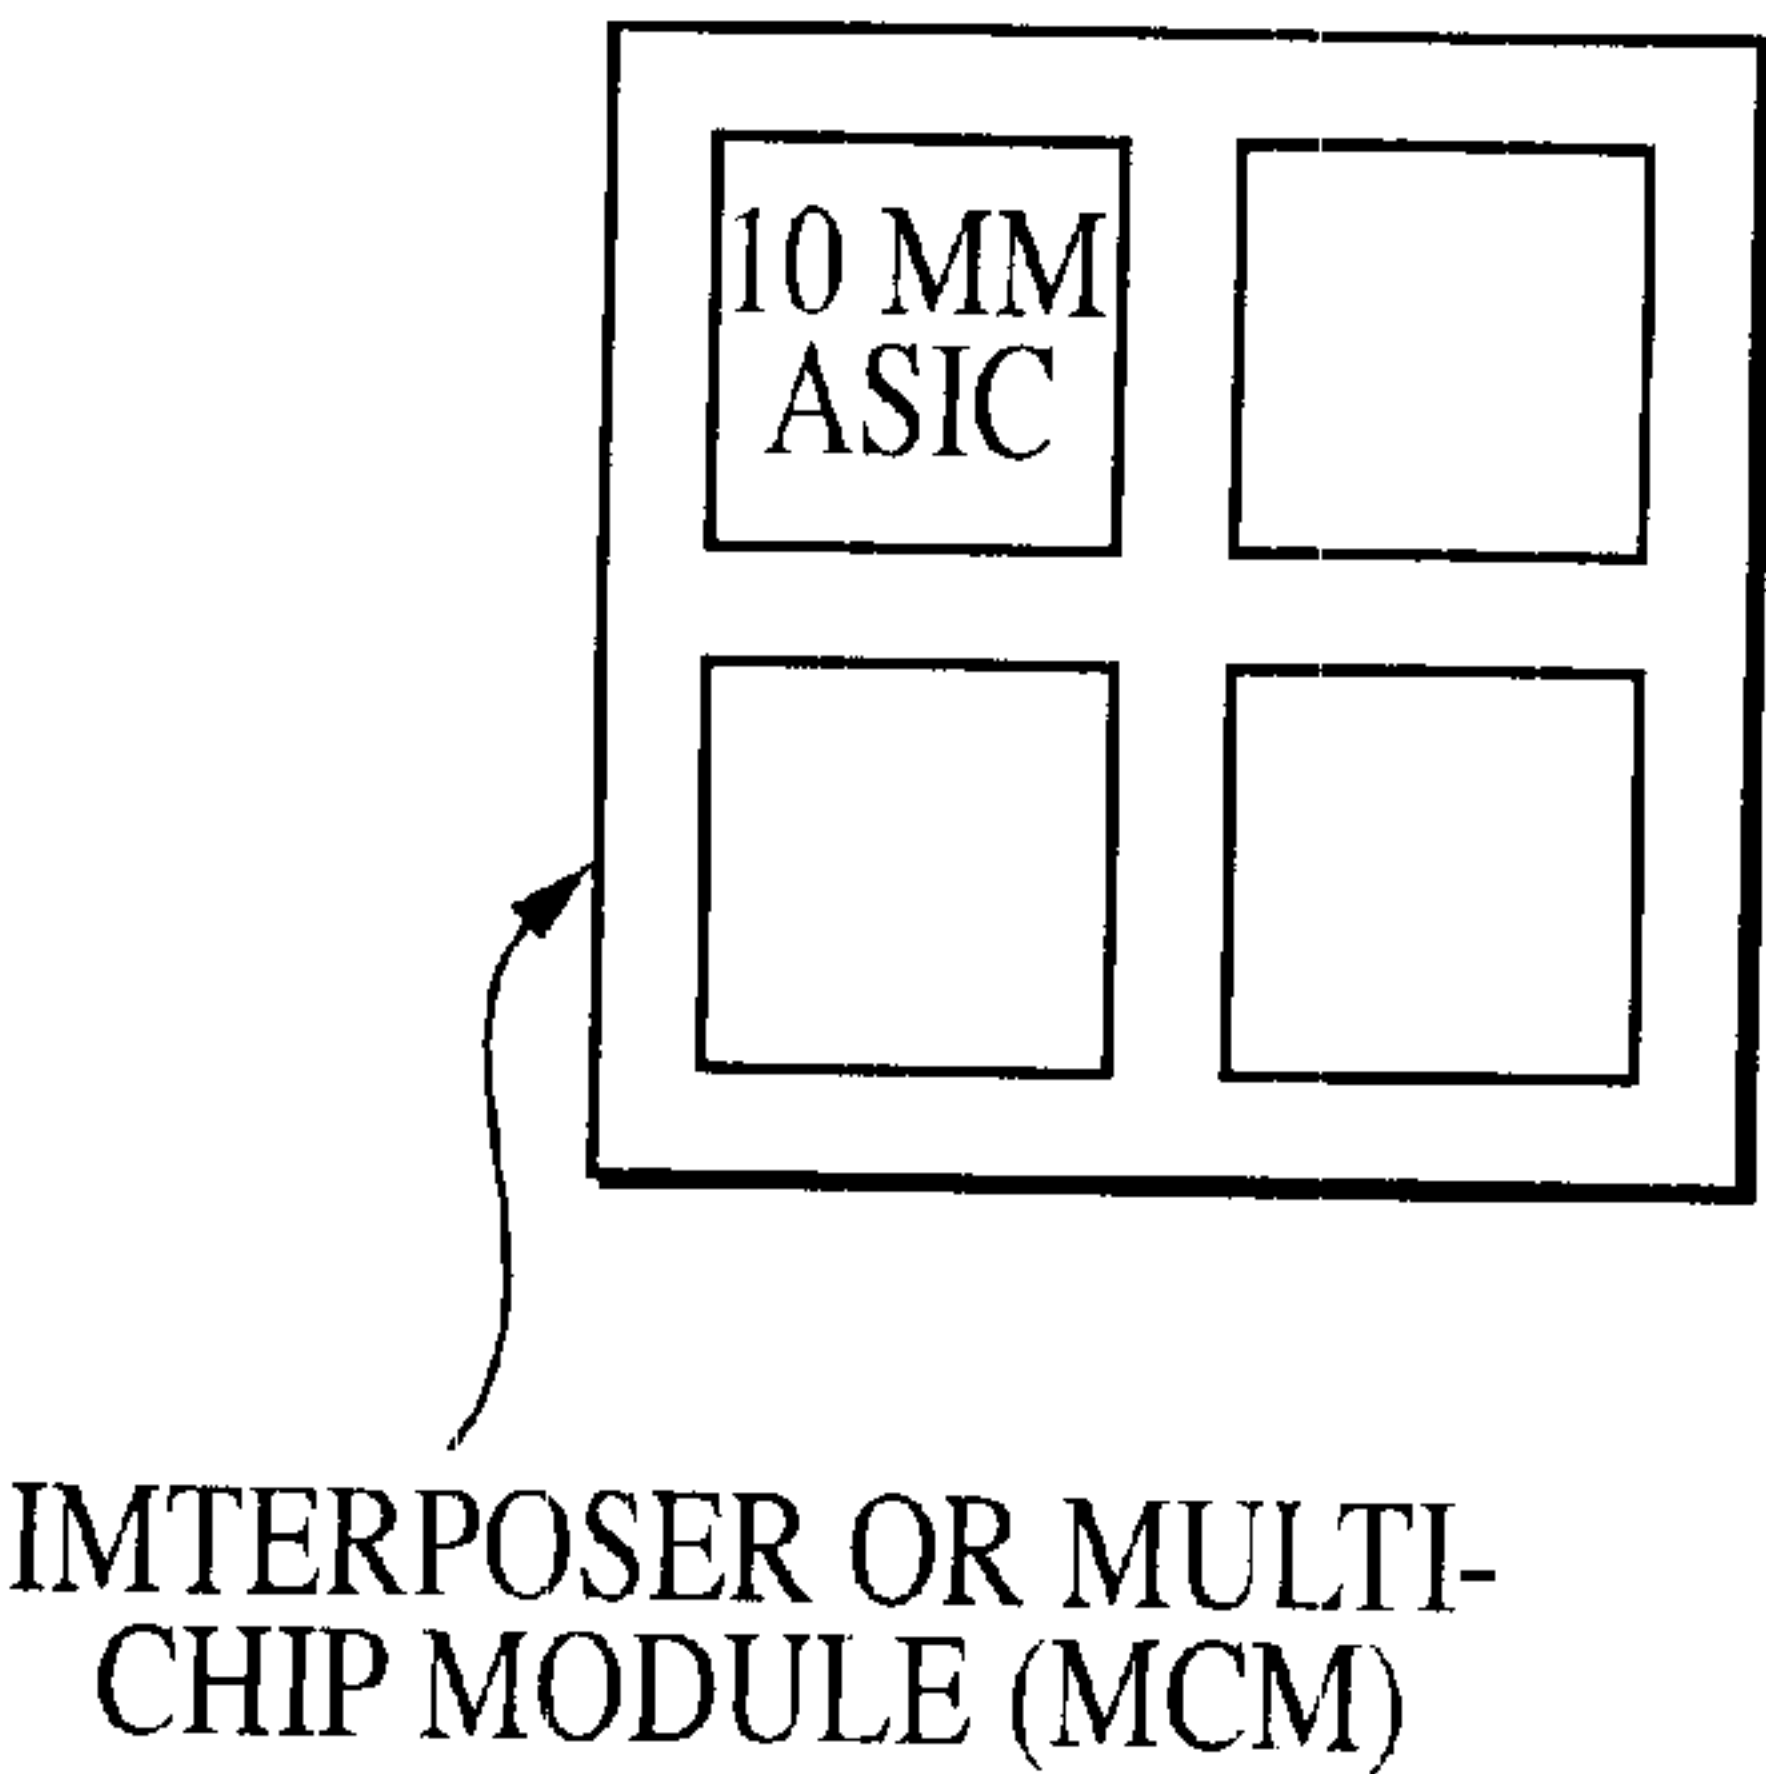 10 MM
ASIC
IMTERPOSER OR MULTI-
CHIP MODULE (MCM)